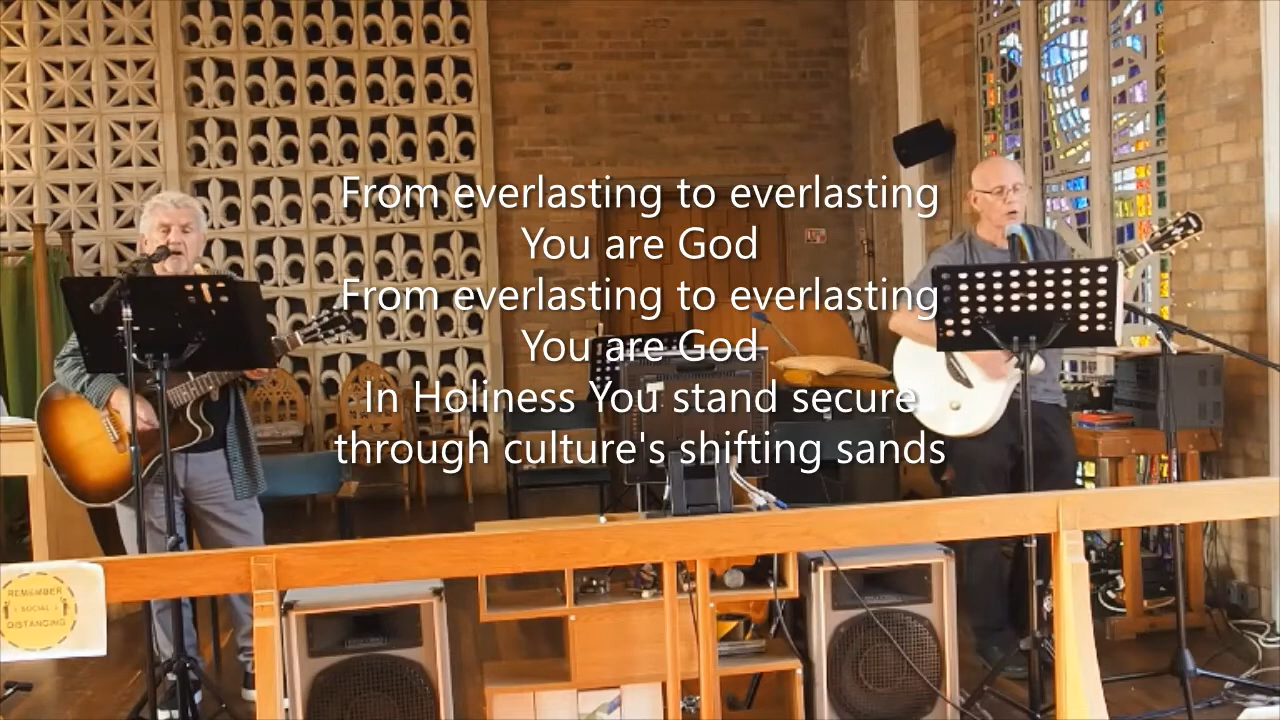 From everlasting to everlasting
You are God
From everlasting to everlasting
You are God
In Holiness You stand secure
through culture's shifting sands
REMEMBER
SOCIAL
DISTANCING